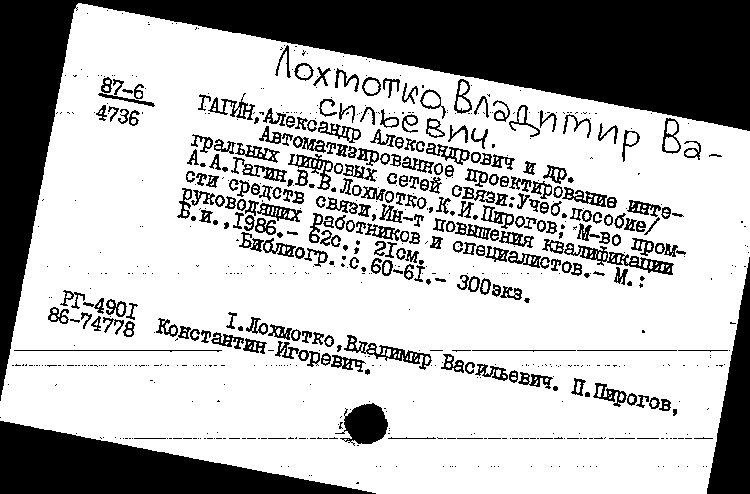 Лохмотко, Владимир Ва-
сильевич.
87-6
4736
ГАГИН, Александр Александрович и др.
Автоматизированное проектирование инте-
гральных цифровых сетей связи: Учеб. пособие/
А.А.Гагин, В.В.Лохмотко, К.И.Пирогов; М-во пром-
сти средств связи, Ин-т повышения квалификации
руководящих работников и специалистов.- М.:
Б.и., 1986.- 62с.; 21см.
Библиогр.: с.60-61.- 300экз.
РГ-4901
86-74778
I.Лохмотко, Владимир Васильевич. П.Пирогов,
Константин Игоревич.